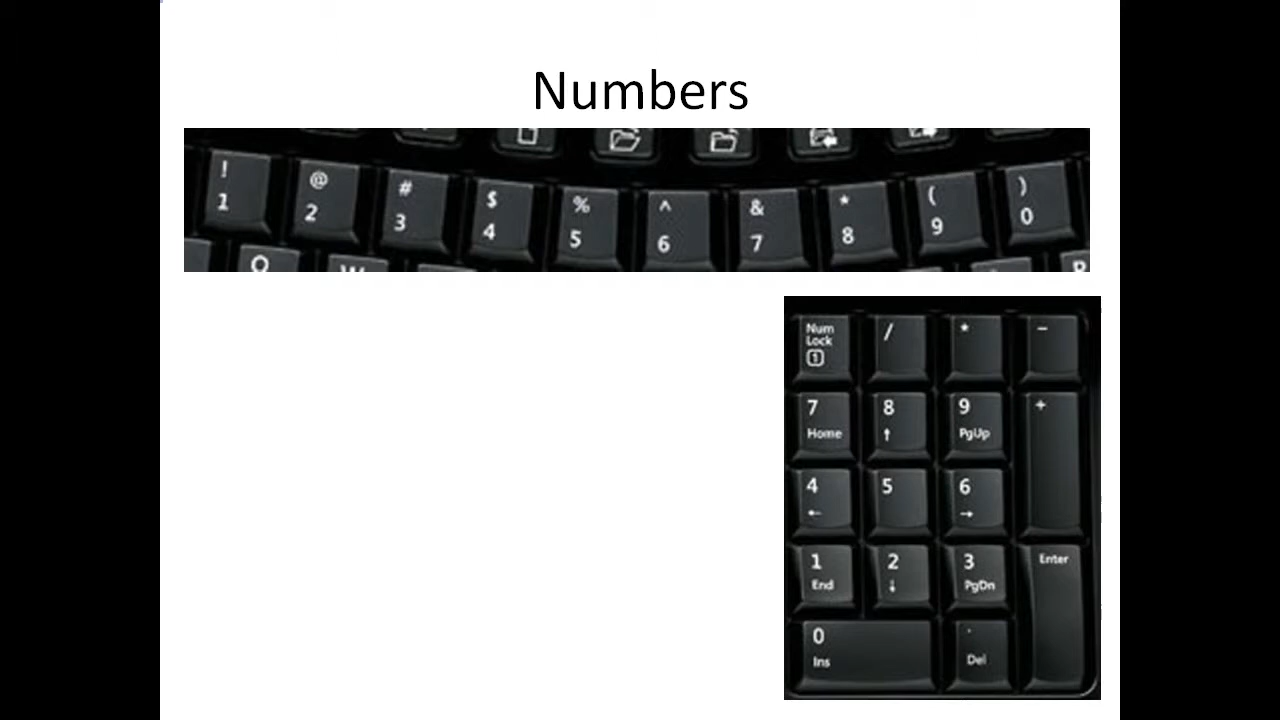 Numbers
! @ # $ % ^ & * ( )
1 2 3 4 5 6 7 8 9 0
Num Lock 1 / * -
7 8 9 +
Home ↑ PgUp
4 5 6
← →
1 2 3 Enter
End ↓ PgDn
0 .
Ins Del